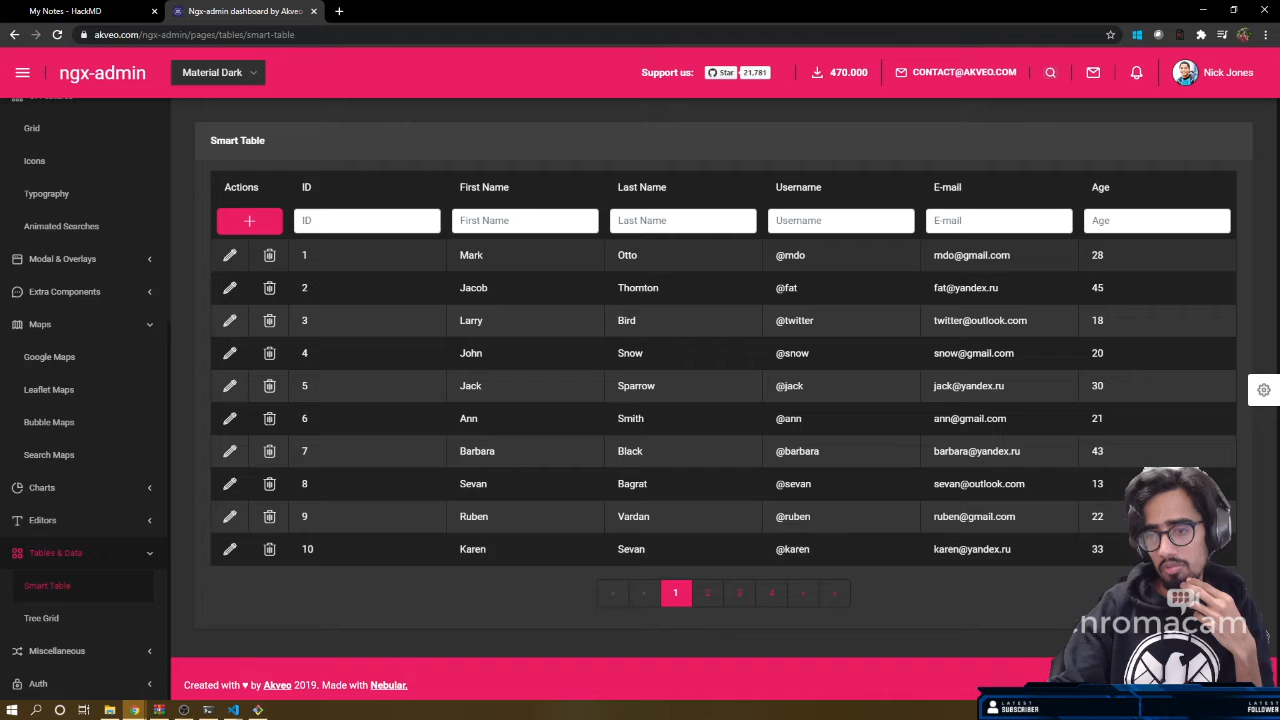 My Notes - HackMD
Ngx-admin dashboard by Akveo
akveo.com/ngx-admin/pages/tables/smart-table
ngx-admin
Material Dark
Support us:
Star 21,781
470.000
CONTACT@AKVEO.COM
Nick Jones
Grid
Icons
Typography
Animated Searches
Modal & Overlays
Extra Components
Maps
Google Maps
Leaflet Maps
Bubble Maps
Search Maps
Charts
Editors
Tables & Data
Smart Table
Tree Grid
Miscellaneous
Auth
Smart Table
Actions ID First Name Last Name Username E-mail Age
+ ID First Name Last Name Username E-mail Age
1 Mark Otto @mdo mdo@gmail.com 28
2 Jacob Thornton @fat fat@yandex.ru 45
3 Larry Bird @twitter twitter@outlook.com 18
4 John Snow @snow snow@gmail.com 20
5 Jack Sparrow @jack jack@yandex.ru 30
6 Ann Smith @ann ann@gmail.com 21
7 Barbara Black @barbara barbara@yandex.ru 43
8 Sevan Bagrat @sevan sevan@outlook.com 13
9 Ruben Vardan @ruben ruben@gmail.com 22
10 Karen Sevan @karen karen@yandex.ru 33
1 2 3 4
Created with ♥ by Akveo 2019. Made with Nebular.
LATEST
SUBSCRIBER
LATEST
FOLLOWER